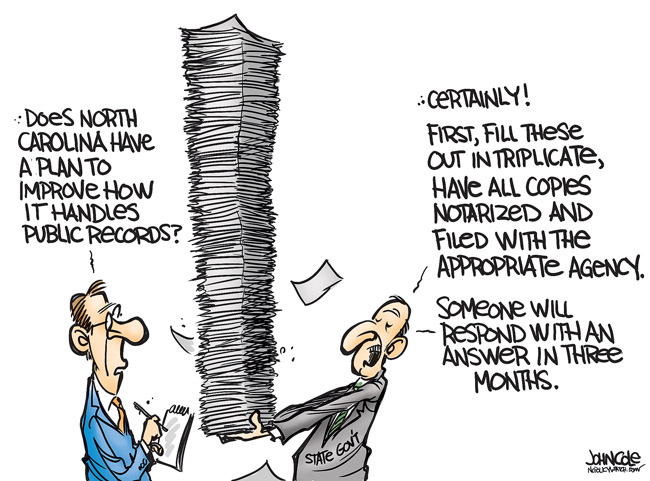 DOES NORTH
CAROLINA HAVE
A PLAN TO
IMPROVE HOW
IT HANDLES
PUBLIC RECORDS?
CERTAINLY!
FIRST, FILL THESE
OUT IN TRIPLICATE,
HAVE ALL COPIES
NOTARIZED AND
FILED WITH THE
APPROPRIATE AGENCY.
SOMEONE WILL
RESPOND WITH AN
ANSWER IN THREE
MONTHS.
STATE GOV'T
JOHN COLE
NCPOLICYWATCH.COM